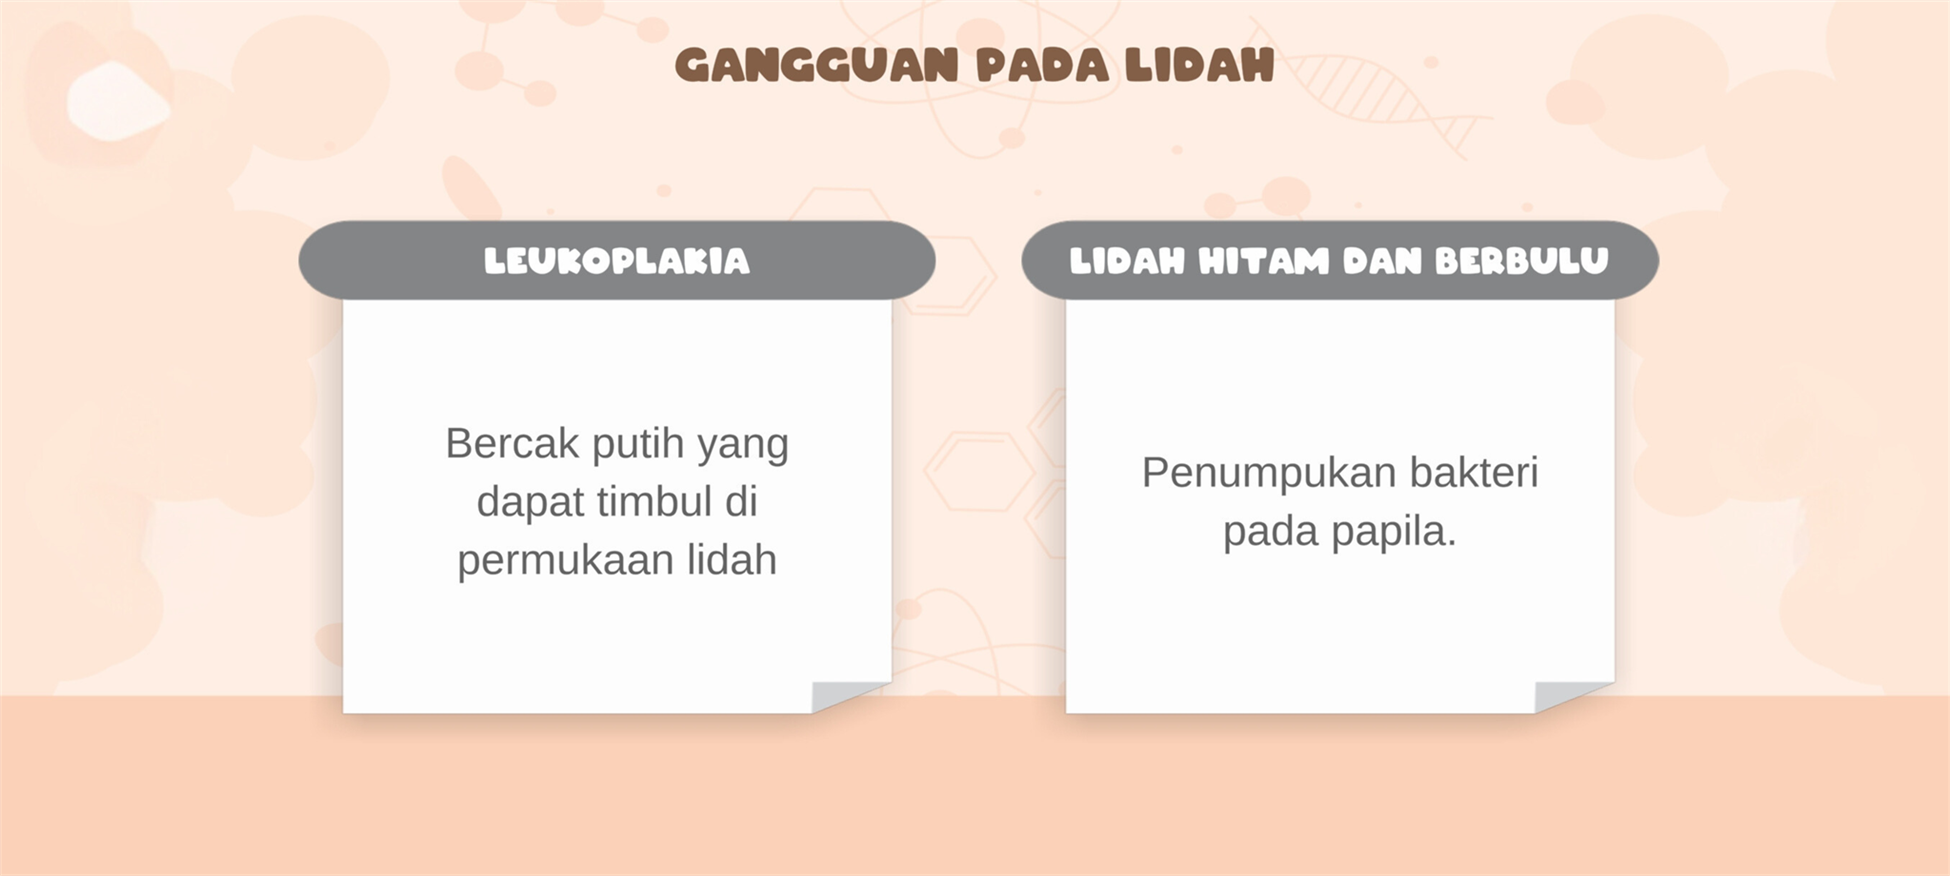 GANGGUAN PADA LIDAH
LEUKOPLAKIA
Bercak putih yang
dapat timbul di
permukaan lidah
LIDAH HITAM DAN BERBULU
Penumpukan bakteri
pada papila.